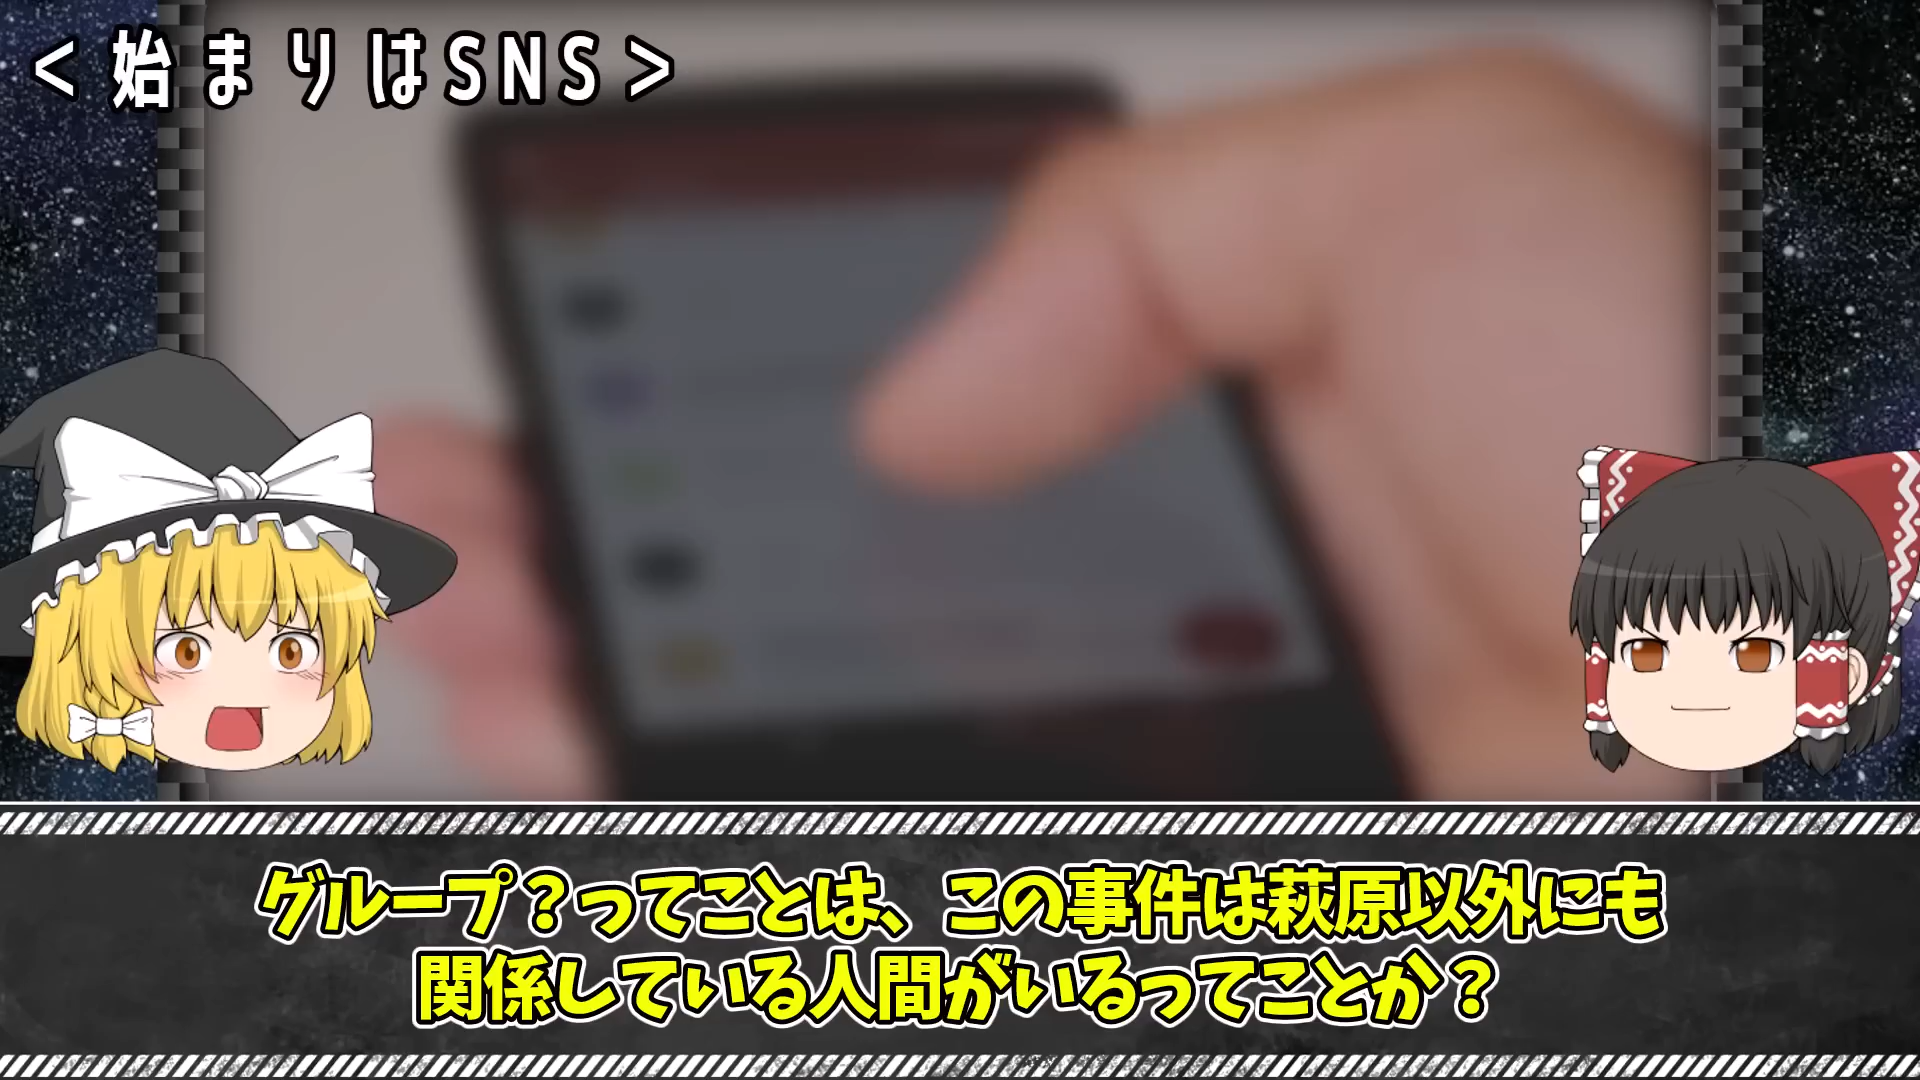 ＜始まりはSNS＞
グループ？ってことは、この事件は萩原以外にも
関係している人間がいるってことか？